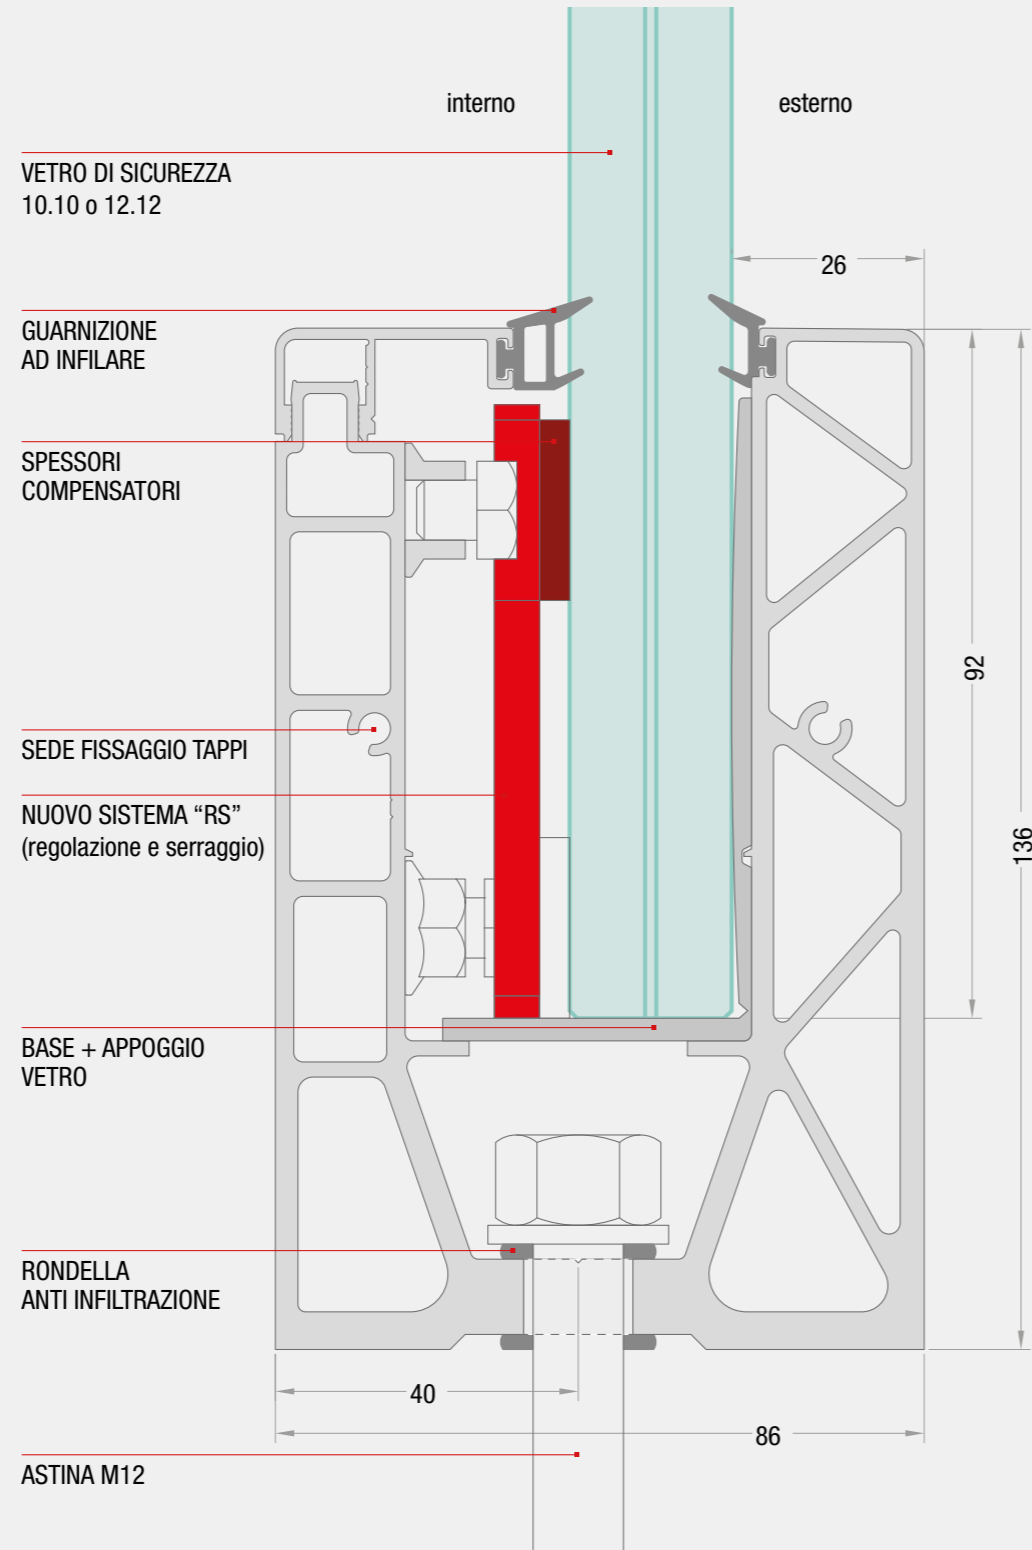 interno
esterno
VETRO DI SICUREZZA
10.10 o 12.12
26
GUARNIZIONE
AD INFILARE
SPESSORI
COMPENSATORI
92
SEDE FISSAGGIO TAPPI
NUOVO SISTEMA “RS”
(regolazione e serraggio)
136
BASE + APPOGGIO
VETRO
RONDELLA
ANTI INFILTRAZIONE
40
86
ASTINA M12